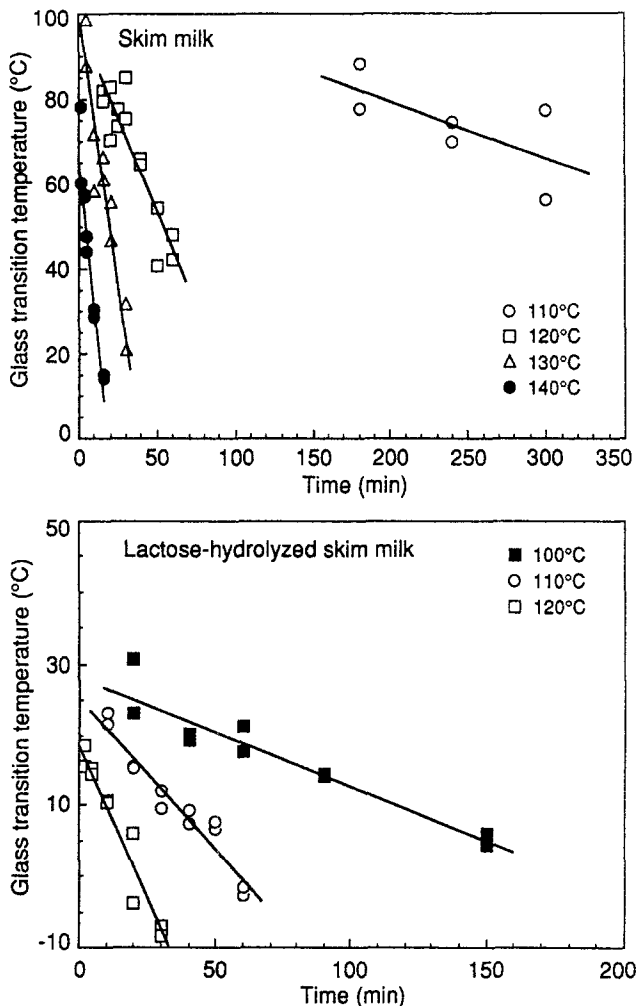 Skim milk
Glass transition temperature (°C)
100
80
60
40
20
0
110°C
120°C
130°C
140°C
0 50 100 150 200 240 300 350
Time (min)
Lactose-hydrolyzed skim milk
Glass transition temperature (°C)
50
30
10
-10
100°C
110°C
120°C
0 50 100 150 200
Time (min)